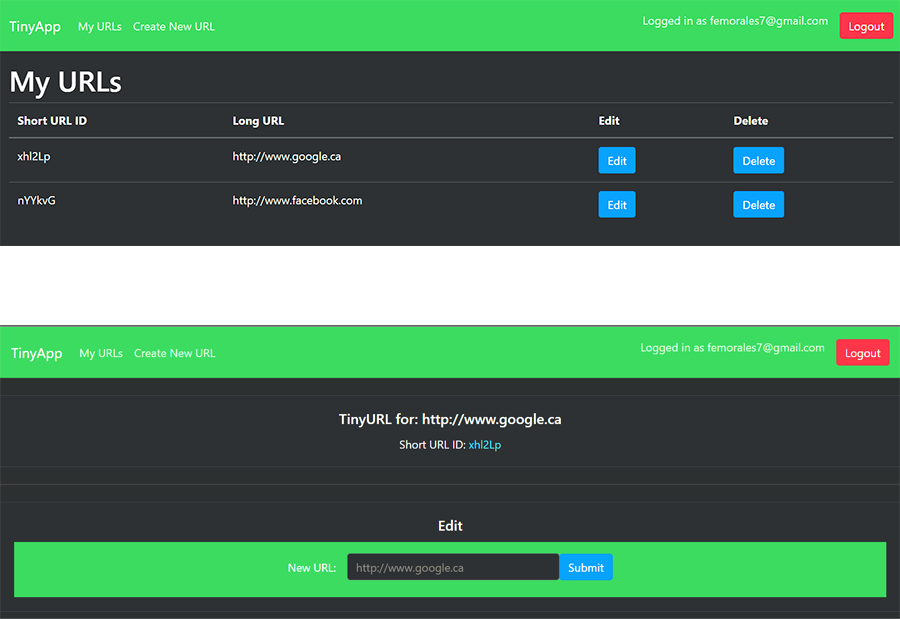 TinyApp My URLs Create New URL Logged in as femorales7@gmail.com Logout
My URLs
Short URL ID Long URL Edit Delete
xhl2Lp http://www.google.ca Edit Delete
nYYkvG http://www.facebook.com Edit Delete
TinyApp My URLs Create New URL Logged in as femorales7@gmail.com Logout
TinyURL for: http://www.google.ca
Short URL ID: xhl2Lp
Edit
New URL: http://www.google.ca Submit